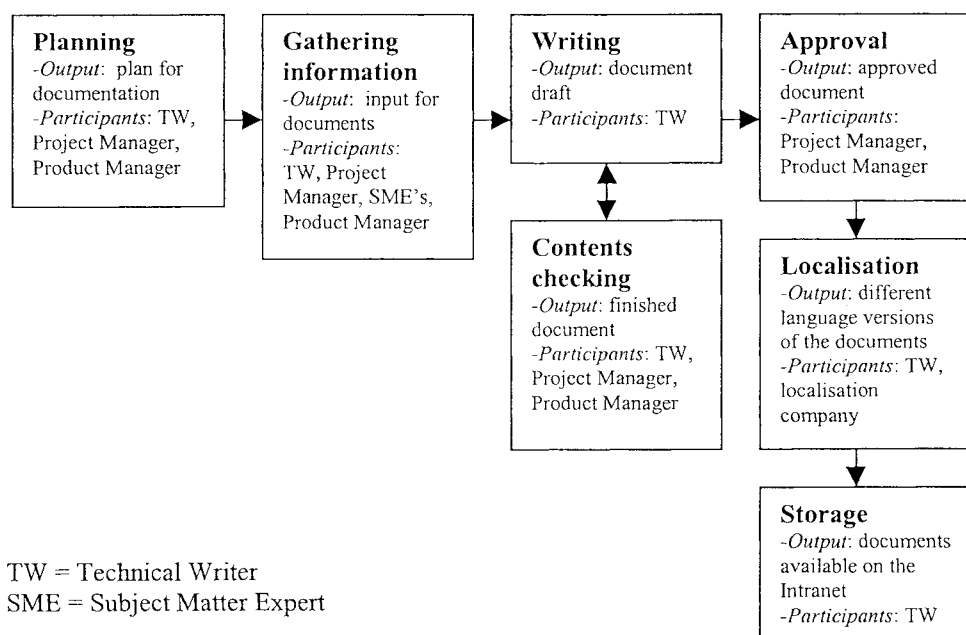 Planning
-Output: plan for
documentation
-Participants: TW,
Project Manager,
Product Manager
Gathering
information
-Output: input for
documents
-Participants:
TW, Project
Manager, SME's,
Product Manager
Writing
-Output: document
draft
-Participants: TW
Approval
-Output: approved
document
-Participants:
Project Manager,
Product Manager
Contents
checking
-Output: finished
document
-Participants: TW,
Project Manager,
Product Manager
Localisation
-Output: different
language versions
of the documents
-Participants: TW,
localisation
company
Storage
-Output: documents
available on the
Intranet
-Participants: TW
TW = Technical Writer
SME = Subject Matter Expert